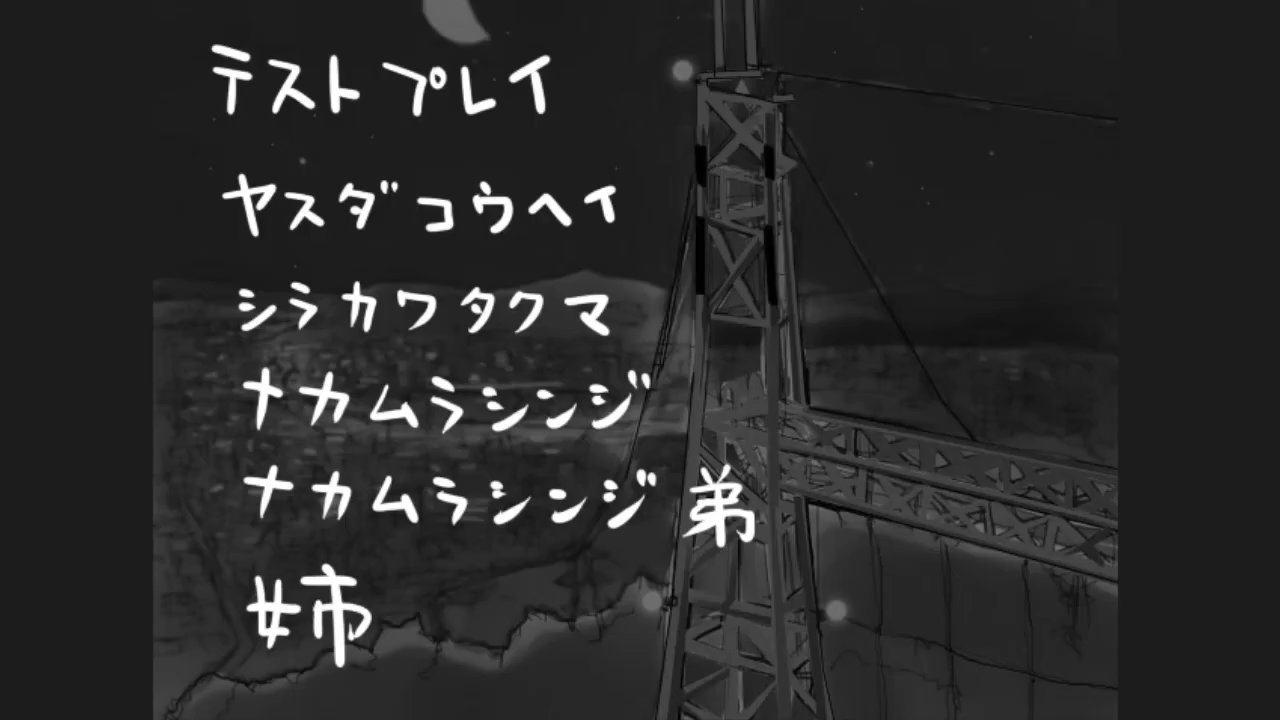 テストプレイ
ヤスダコウヘイ
シラカワタクマ
ナカムラシンジ
ナカムラシンジ弟
姉